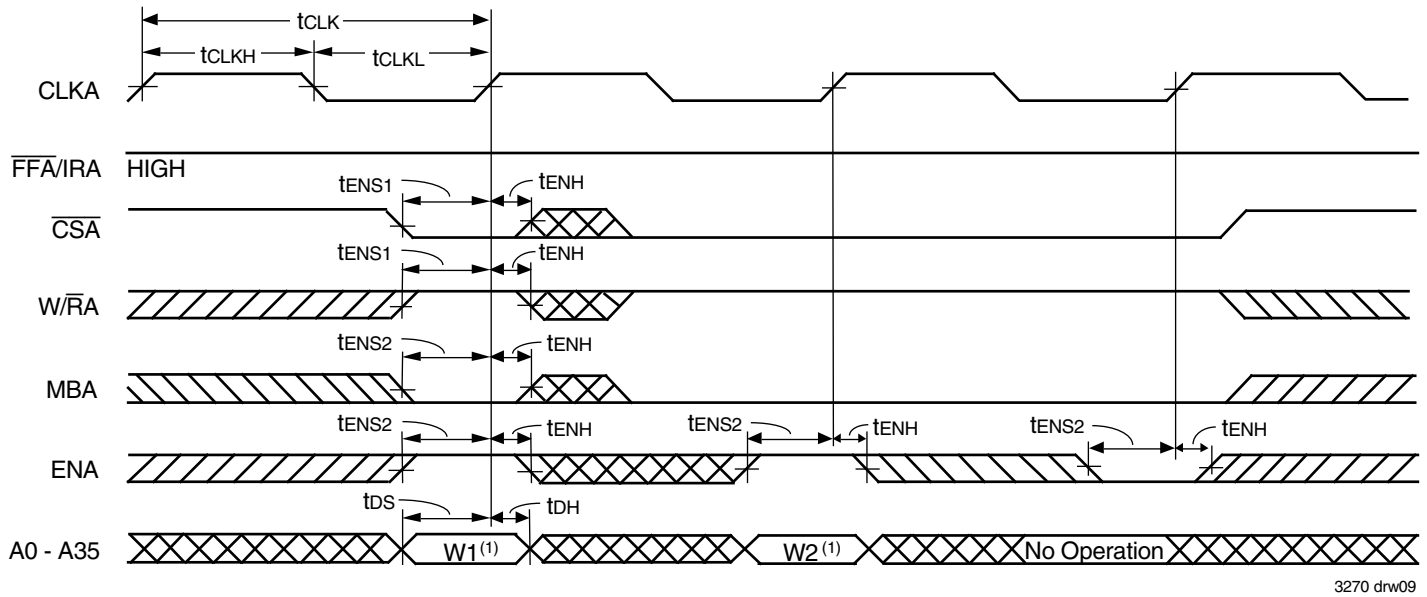 tCLK
tCLKH tCLKL
CLKA
FFA/IRA HIGH
tENS1 tENH
CSA
tENS1 tENH
W/RA
tENS2 tENH
MBA
tENS2 tENH tENS2 tENH tENS2 tENH
ENA
tDS tDH
A0 - A35 W1(1) W2(1) No Operation
3270 drw09